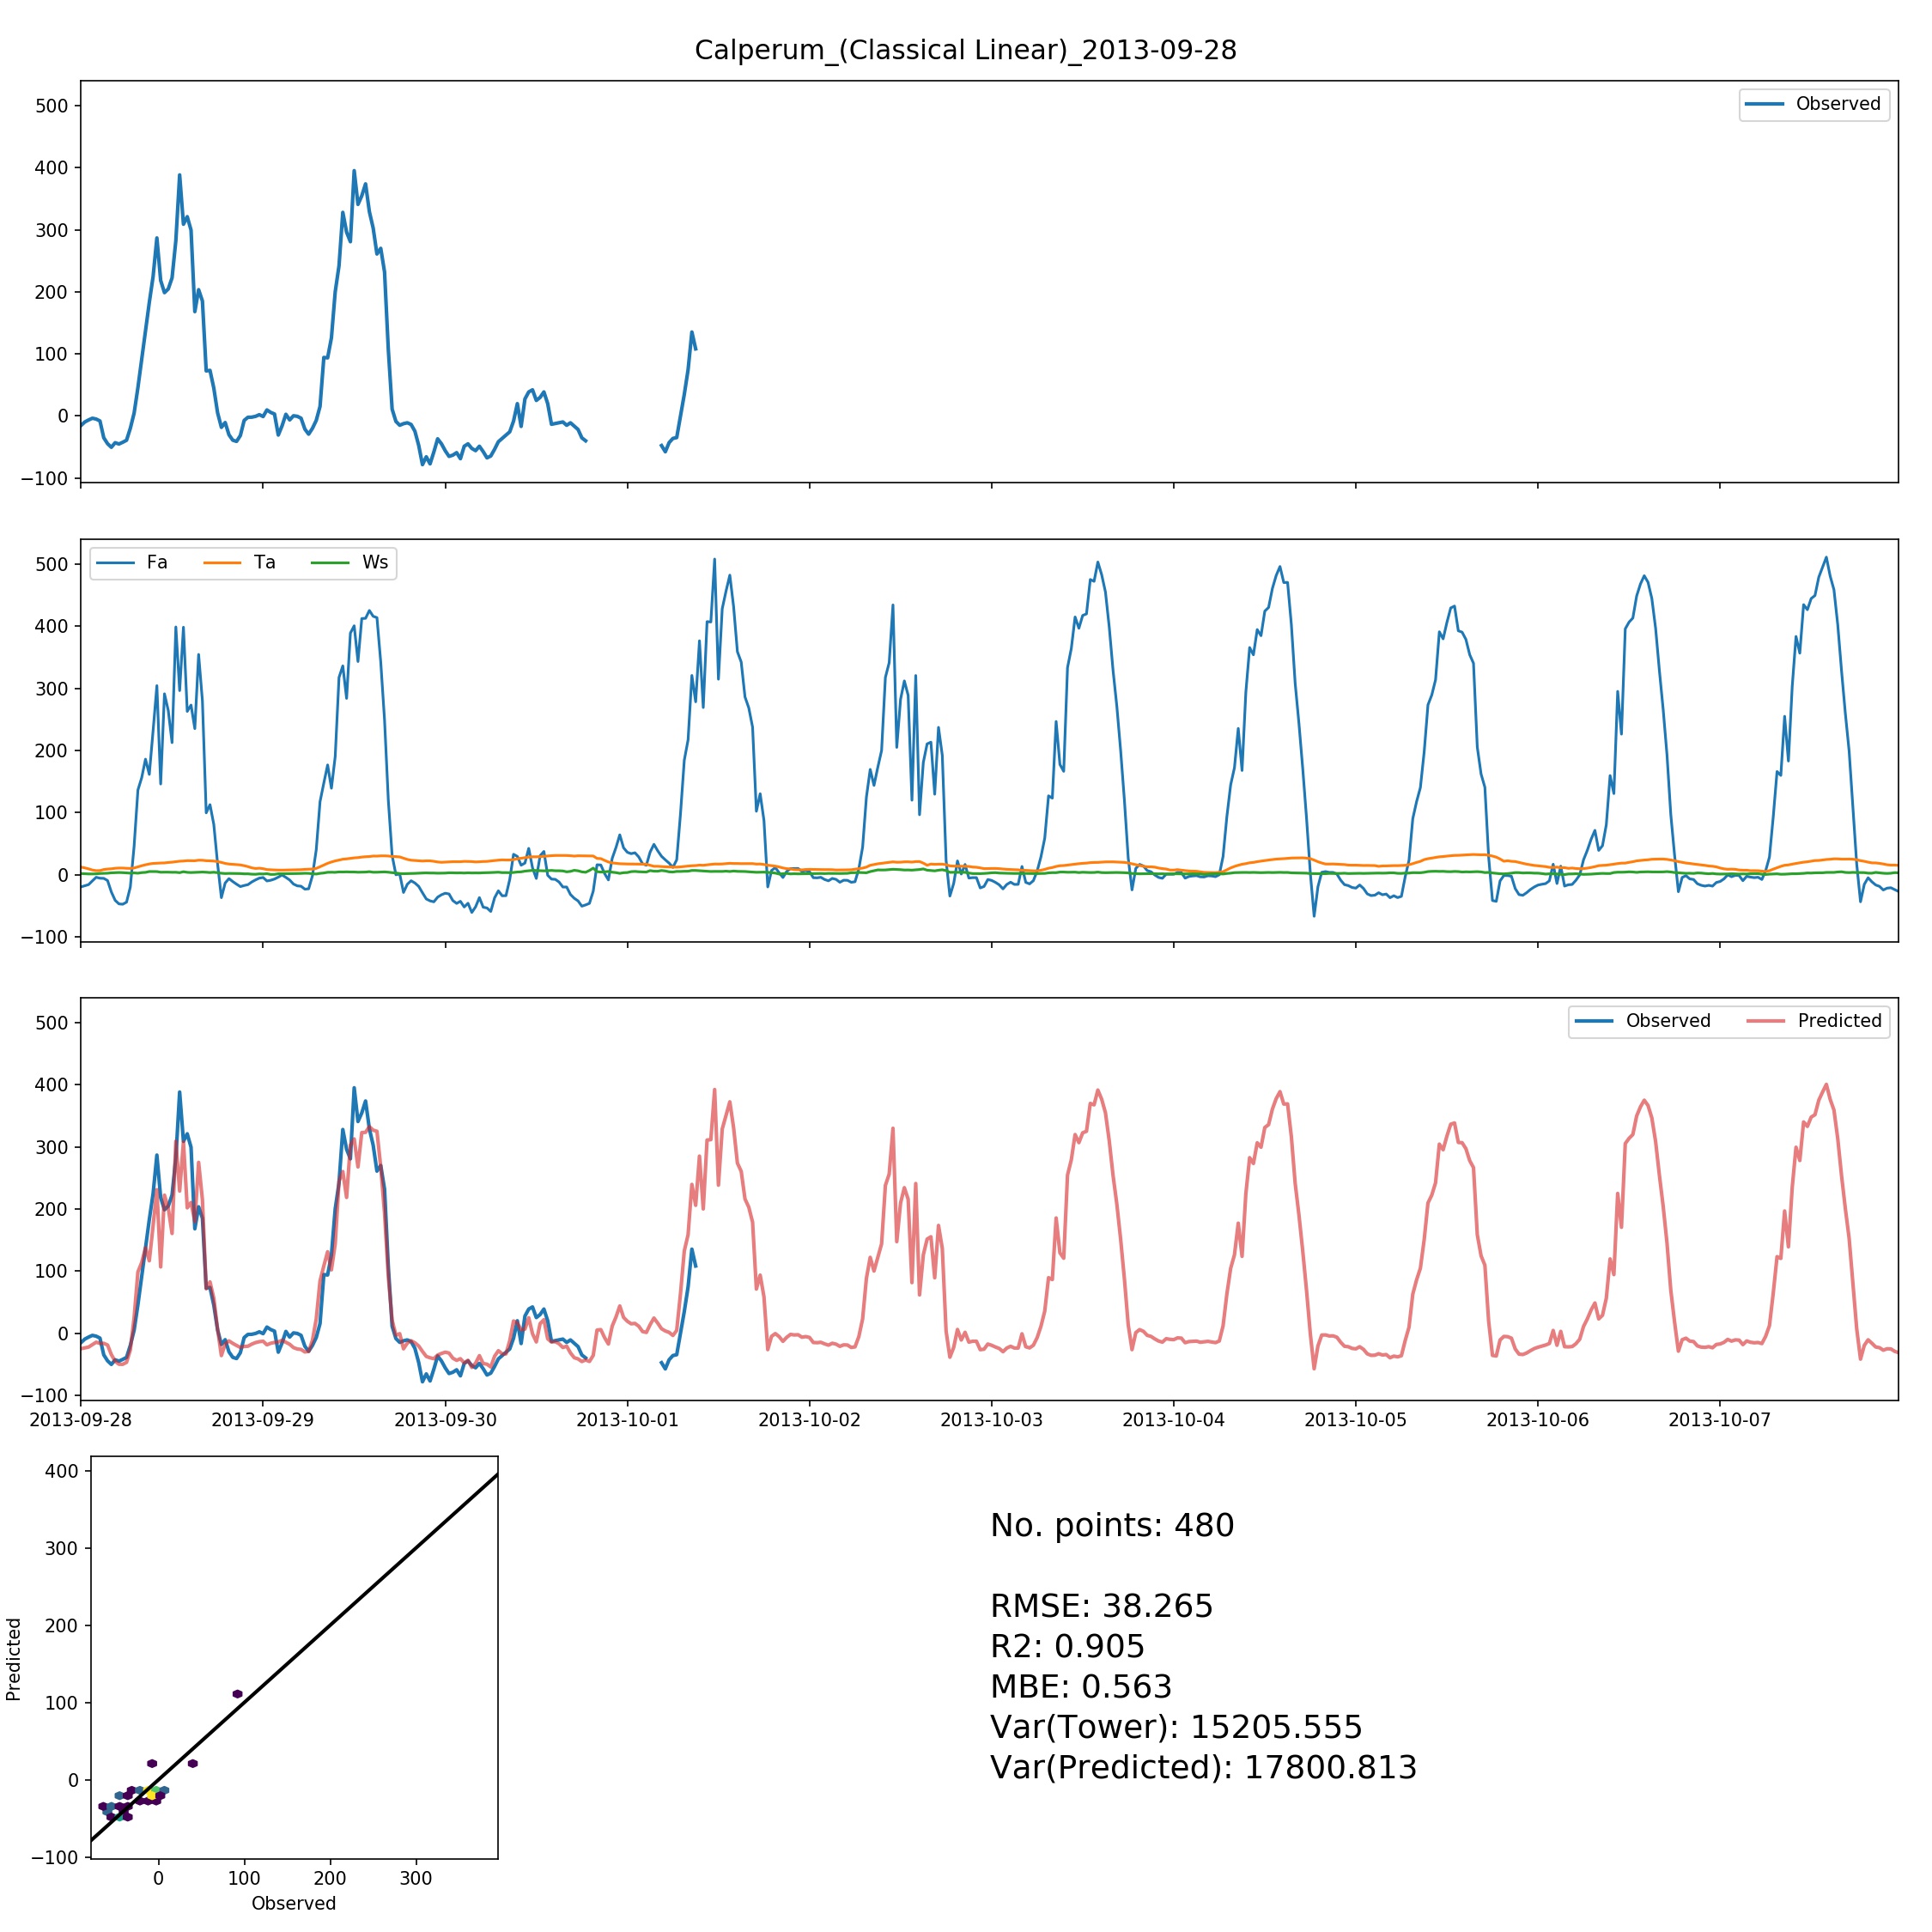 Calperum_(Classical Linear)_2013-09-28
500
400
300
200
100
0
−100
Observed
500
400
300
200
100
0
−100
Fa Ta Ws
500
400
300
200
100
0
−100
Observed Predicted
2013-09-28 2013-09-29 2013-09-30 2013-10-01 2013-10-02 2013-10-03 2013-10-04 2013-10-05 2013-10-06 2013-10-07
400
300
200
100
0
−100
Predicted
0 100 200 300
Observed
No. points: 480
RMSE: 38.265
R2: 0.905
MBE: 0.563
Var(Tower): 15205.555
Var(Predicted): 17800.813